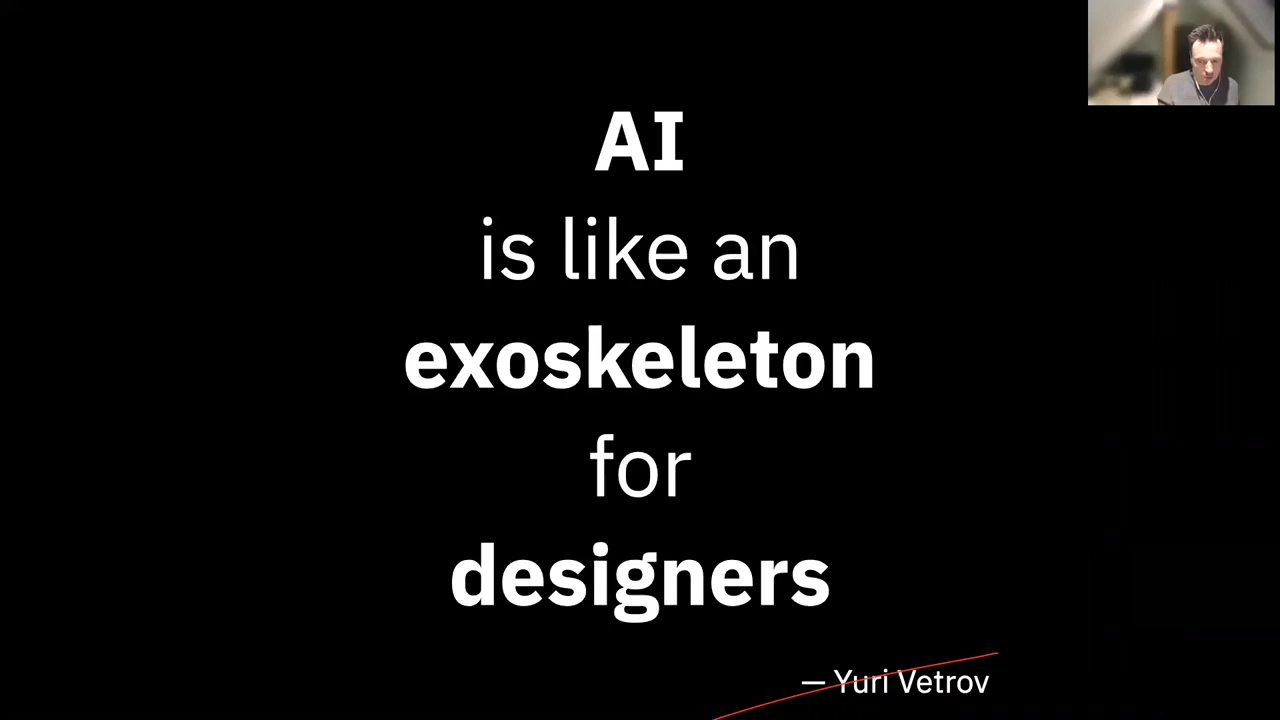 AI
is like an
exoskeleton
for
designers
— Yuri Vetrov